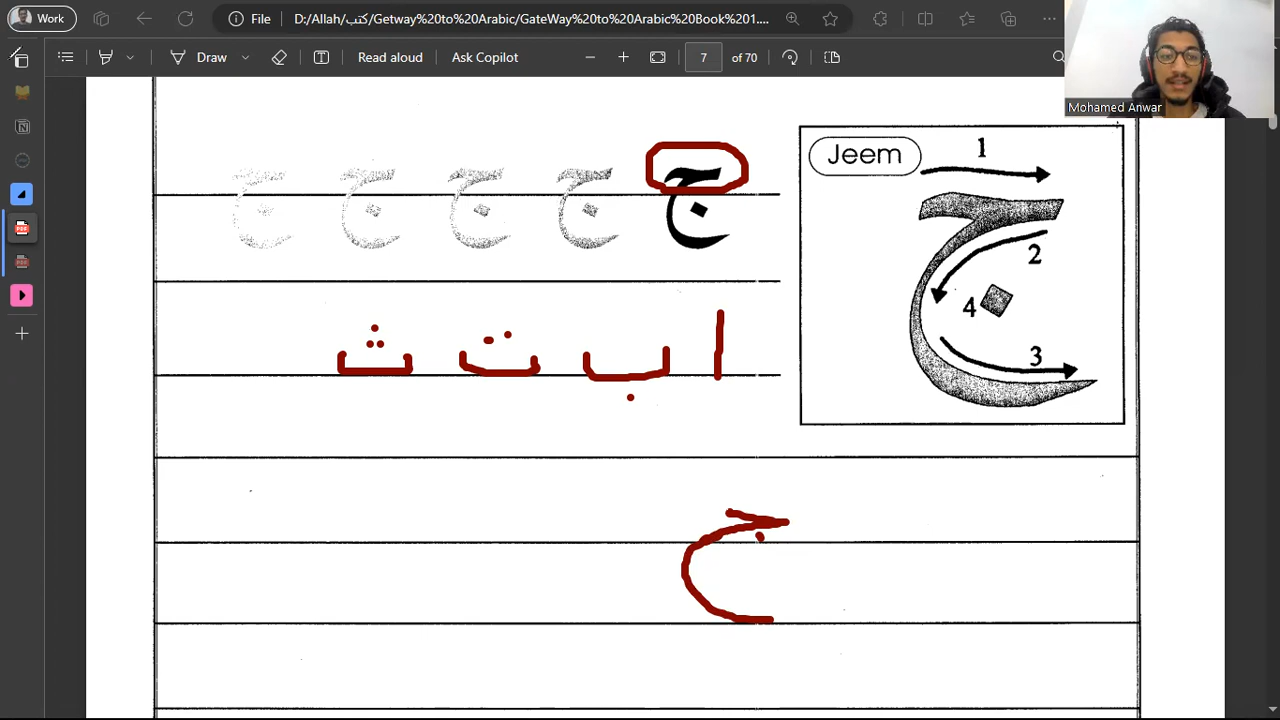 Work
File
D:/Allah/كتب/Getway%20to%20Arabic/GateWay%20to%20Arabic%20Book%201....
Draw
Read aloud
Ask Copilot
7 of 70
Mohamed Anwar
ج ج ج ج ج
Jeem
1
2
4
3
ا ب ت ث
ح